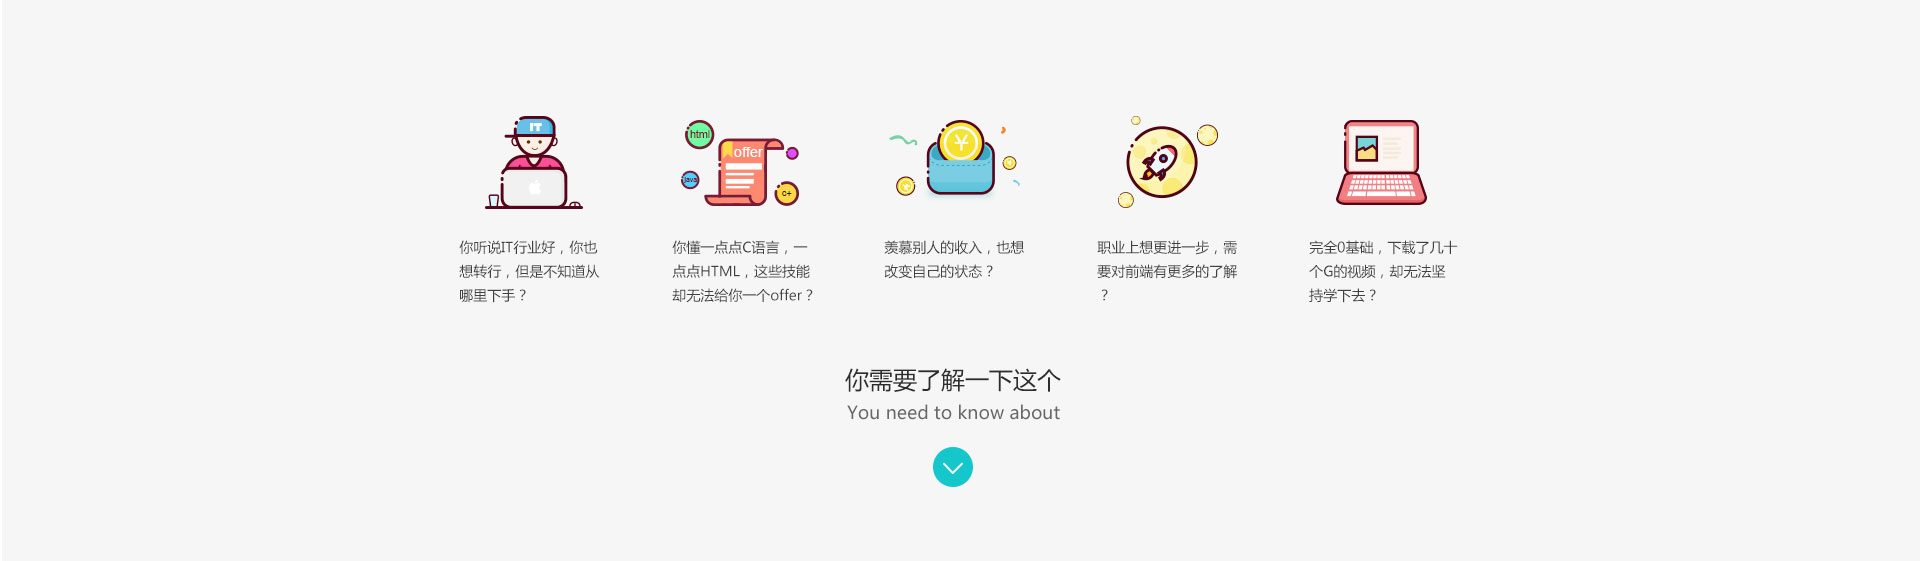 IT
html
offer
java
C+
¥
你听说IT行业好，你也
想转行，但是不知道从
哪里下手？
你懂一点点C语言，一
点点HTML，这些技能
却无法给你一个offer？
羡慕别人的收入，也想
改变自己的状态？
职业上想更进一步，需
要对前端有更多的了解
？
完全0基础，下载了几十
个G的视频，却无法坚
持学下去？
你需要了解一下这个
You need to know about